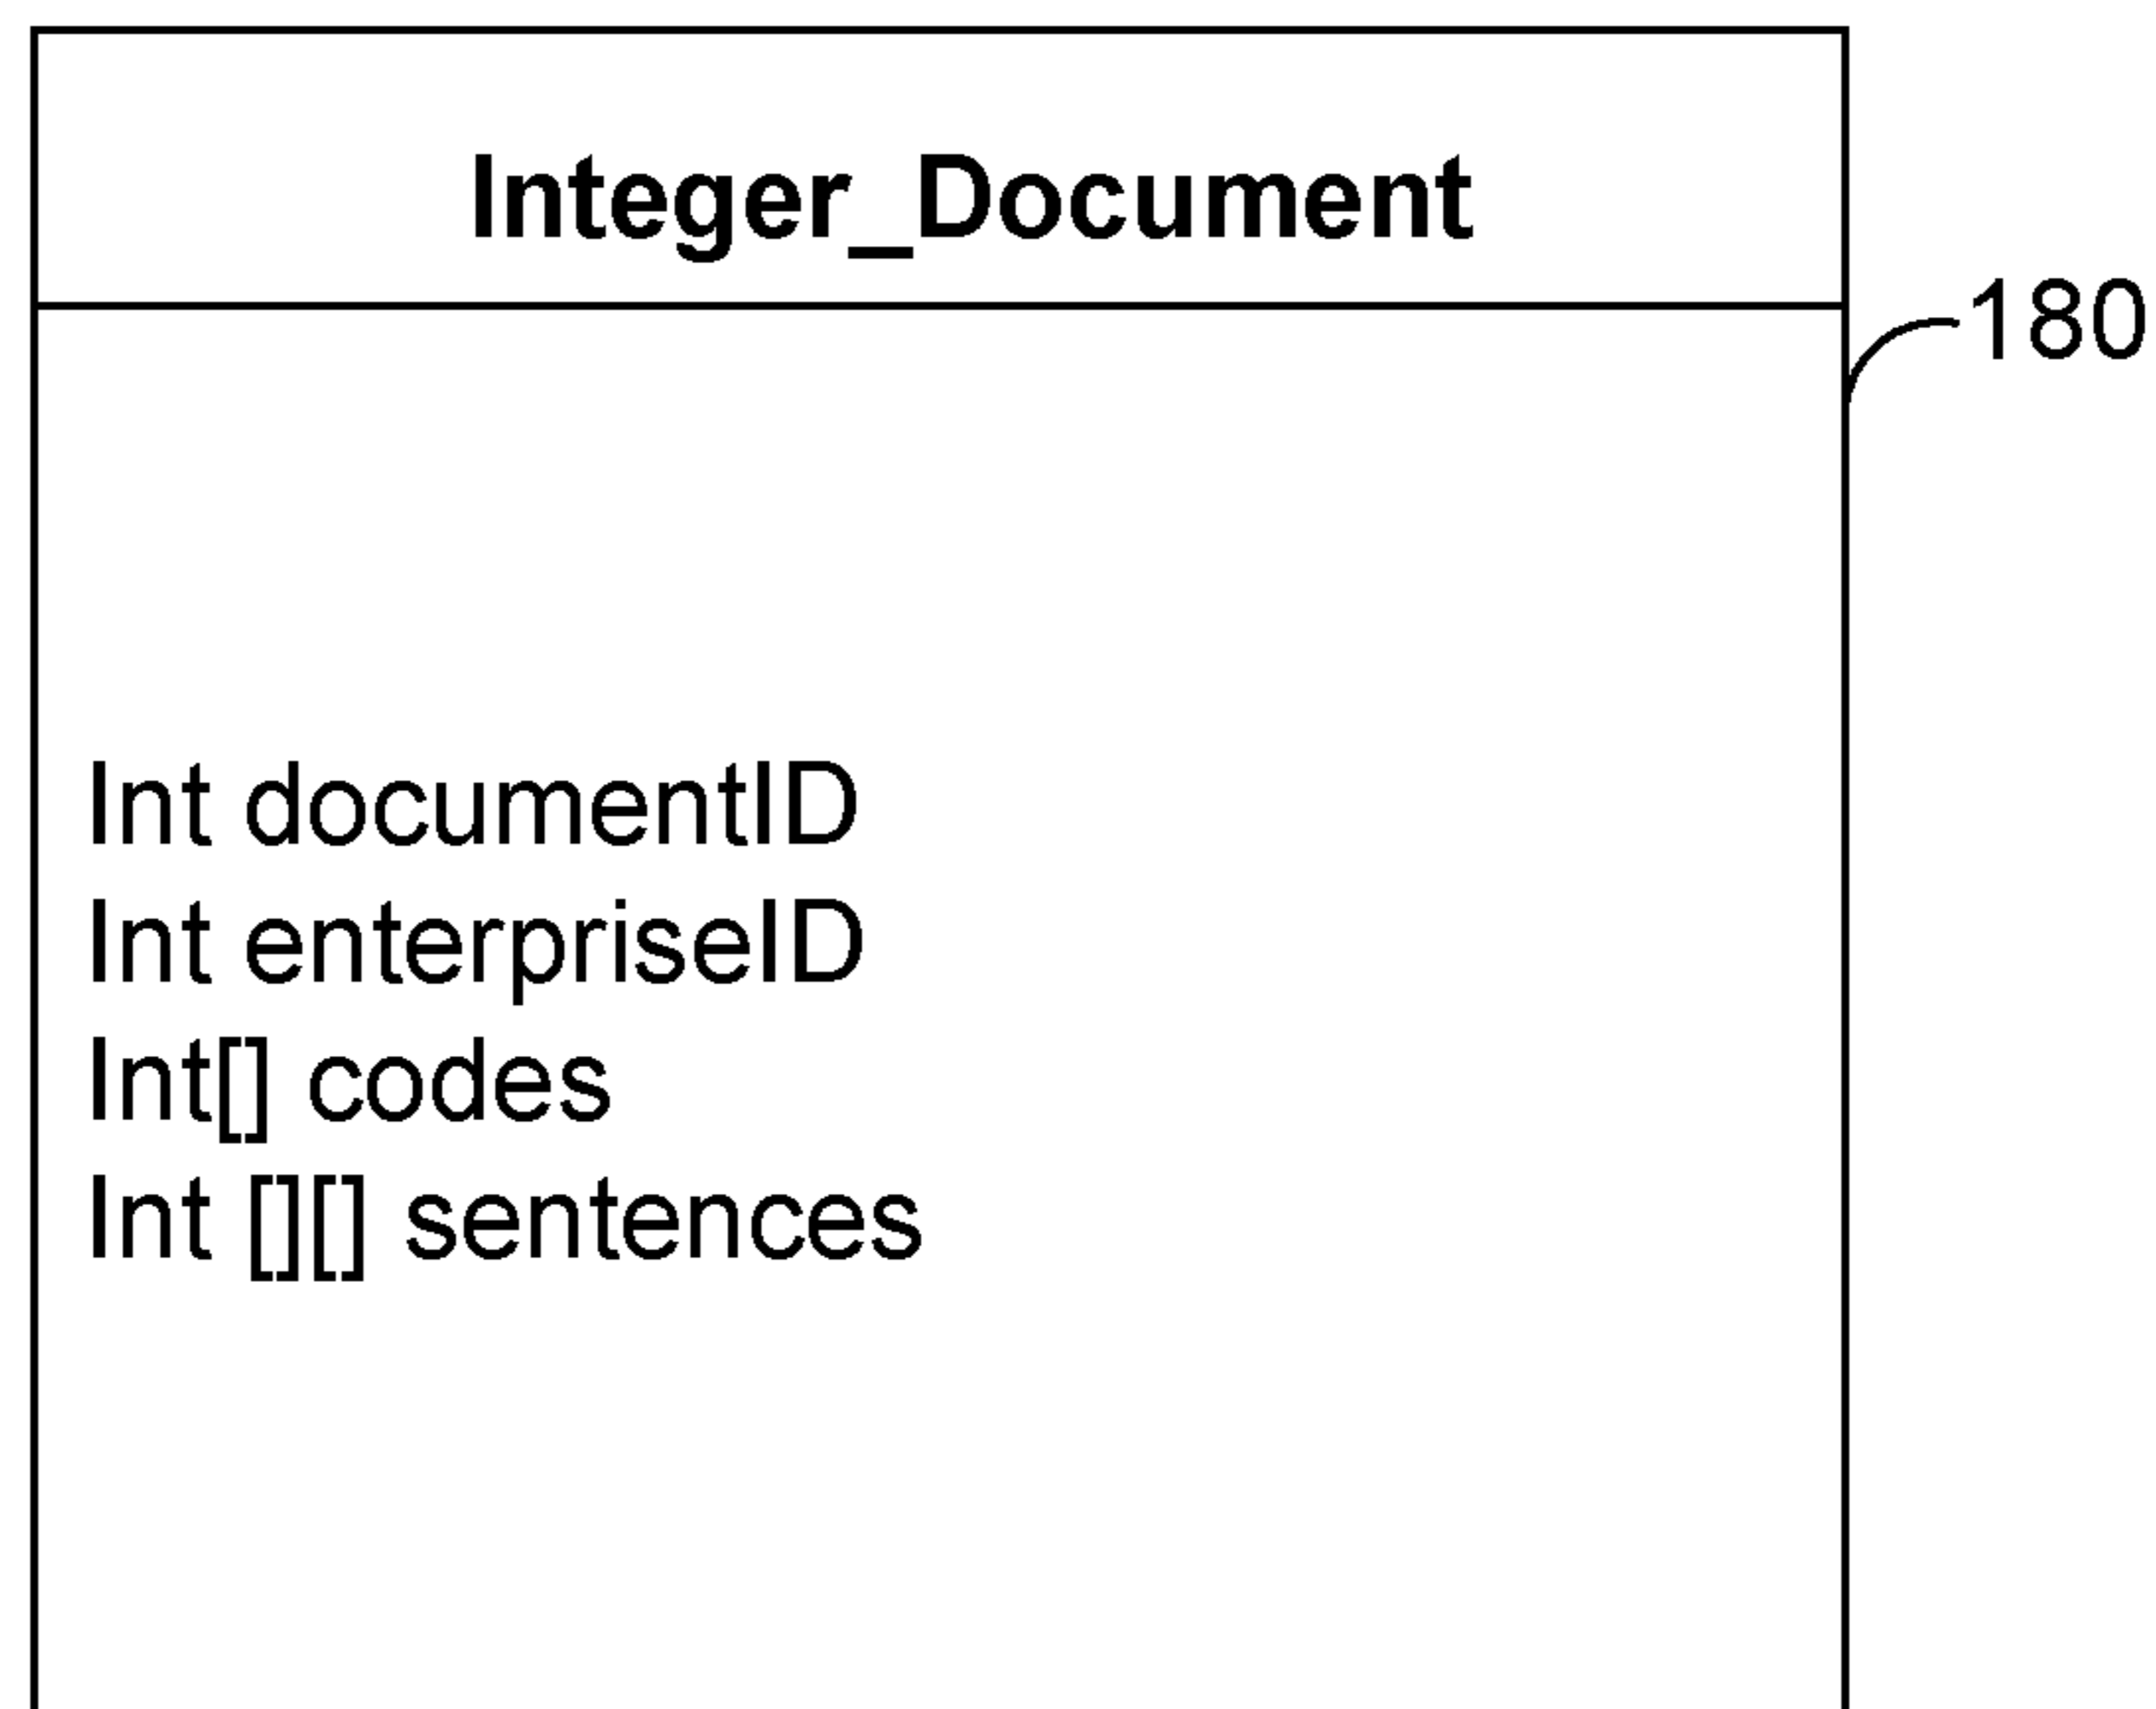 Integer_Document
180
Int documentID
Int enterpriseID
Int[] codes
Int [][] sentences